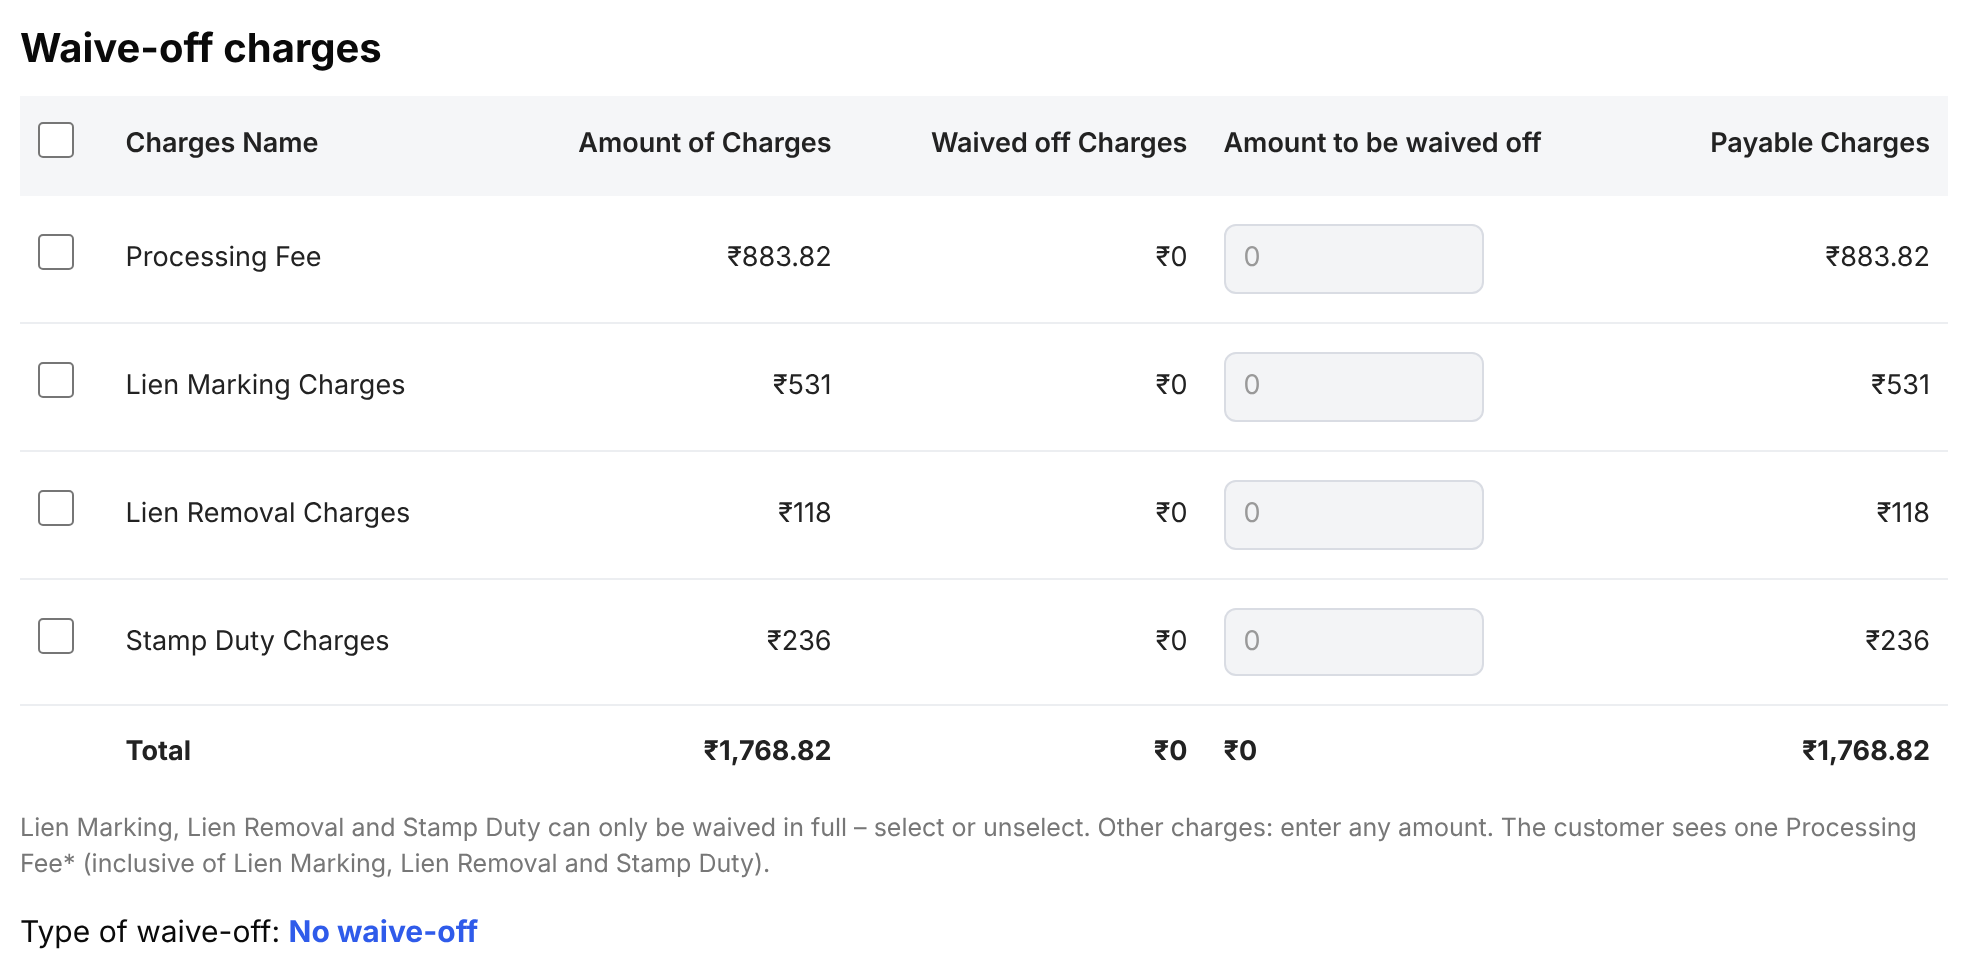 Waive-off charges
Charges Name Amount of Charges Waived off Charges Amount to be waived off Payable Charges
Processing Fee ₹883.82 ₹0 0 ₹883.82
Lien Marking Charges ₹531 ₹0 0 ₹531
Lien Removal Charges ₹118 ₹0 0 ₹118
Stamp Duty Charges ₹236 ₹0 0 ₹236
Total ₹1,768.82 ₹0 ₹0 ₹1,768.82
Lien Marking, Lien Removal and Stamp Duty can only be waived in full – select or unselect. Other charges: enter any amount. The customer sees one Processing
Fee* (inclusive of Lien Marking, Lien Removal and Stamp Duty).
Type of waive-off: No waive-off